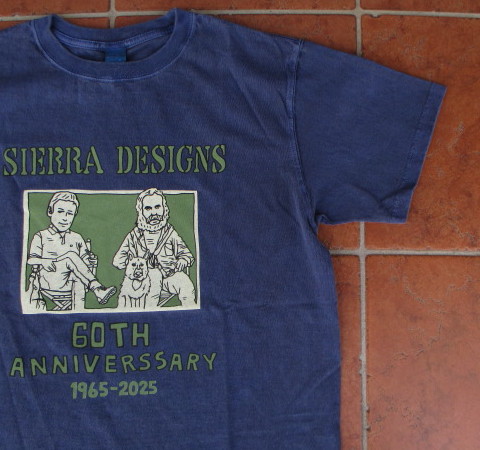 SIERRA DESIGNS
60TH
ANNIVERSSARY
1965-2025